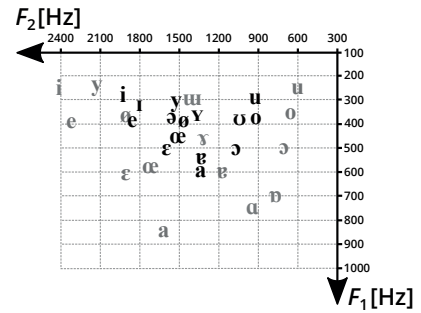 F₂[Hz]
2400 2100 1800 1500 1200 900 600 300
100
i y u
i ɪ y ɯ u 300
e ø e ə ø ʏ ʊ o o 400
œ ɤ
ɛ ɐ ɔ ɔ 500
ɛ œ a ɐ 600
ɑ ɒ 700
a 800
900
1000
F₁[Hz]